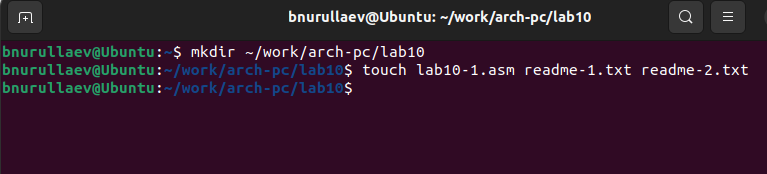 bnurullaev@Ubuntu: ~/work/arch-pc/lab10
bnurullaev@Ubuntu:~$ mkdir ~/work/arch-pc/lab10
bnurullaev@Ubuntu:~/work/arch-pc/lab10$ touch lab10-1.asm readme-1.txt readme-2.txt
bnurullaev@Ubuntu:~/work/arch-pc/lab10$